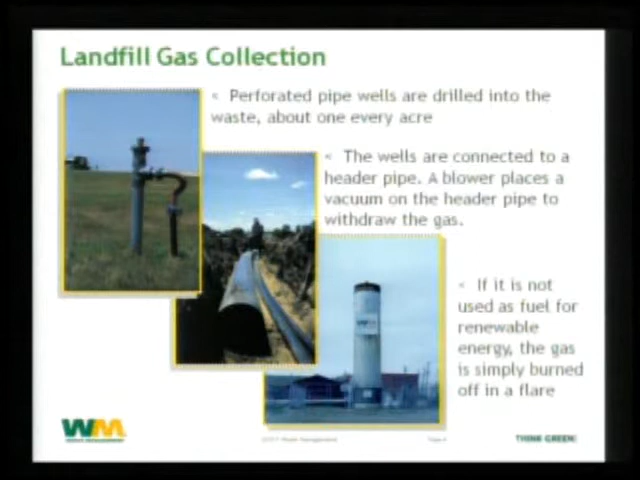 Landfill Gas Collection
< Perforated pipe wells are drilled into the
waste, about one every acre
< The wells are connected to a
header pipe. A blower places a
vacuum on the header pipe to
withdraw the gas.
< If it is not
used as fuel for
renewable
energy, the gas
is simply burned
off in a flare
WM
WASTE MANAGEMENT
THINK GREEN